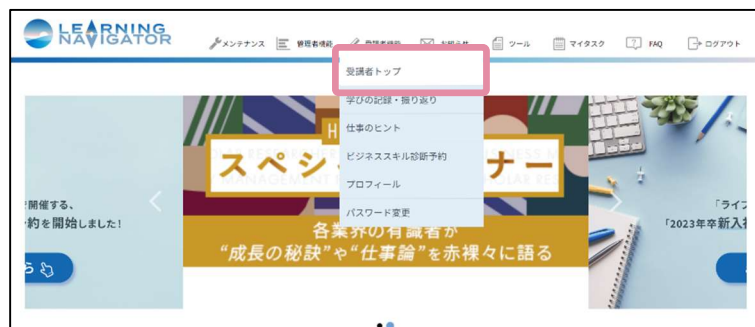 LEARNING
NAVIGATOR
メンテナンス
管理者機能
受講者機能
お知らせ
ツール
マイタスク
FAQ
ログアウト
受講者トップ
学びの記録・振り返り
仕事のヒント
ビジネススキル診断予約
プロフィール
パスワード変更
開催する、
約を開始しました!
スペシ
ナー
各業界の有識者が
“成長の秘訣”や“仕事論”を赤裸々に語る
「ライフ
「2023年卒新入社